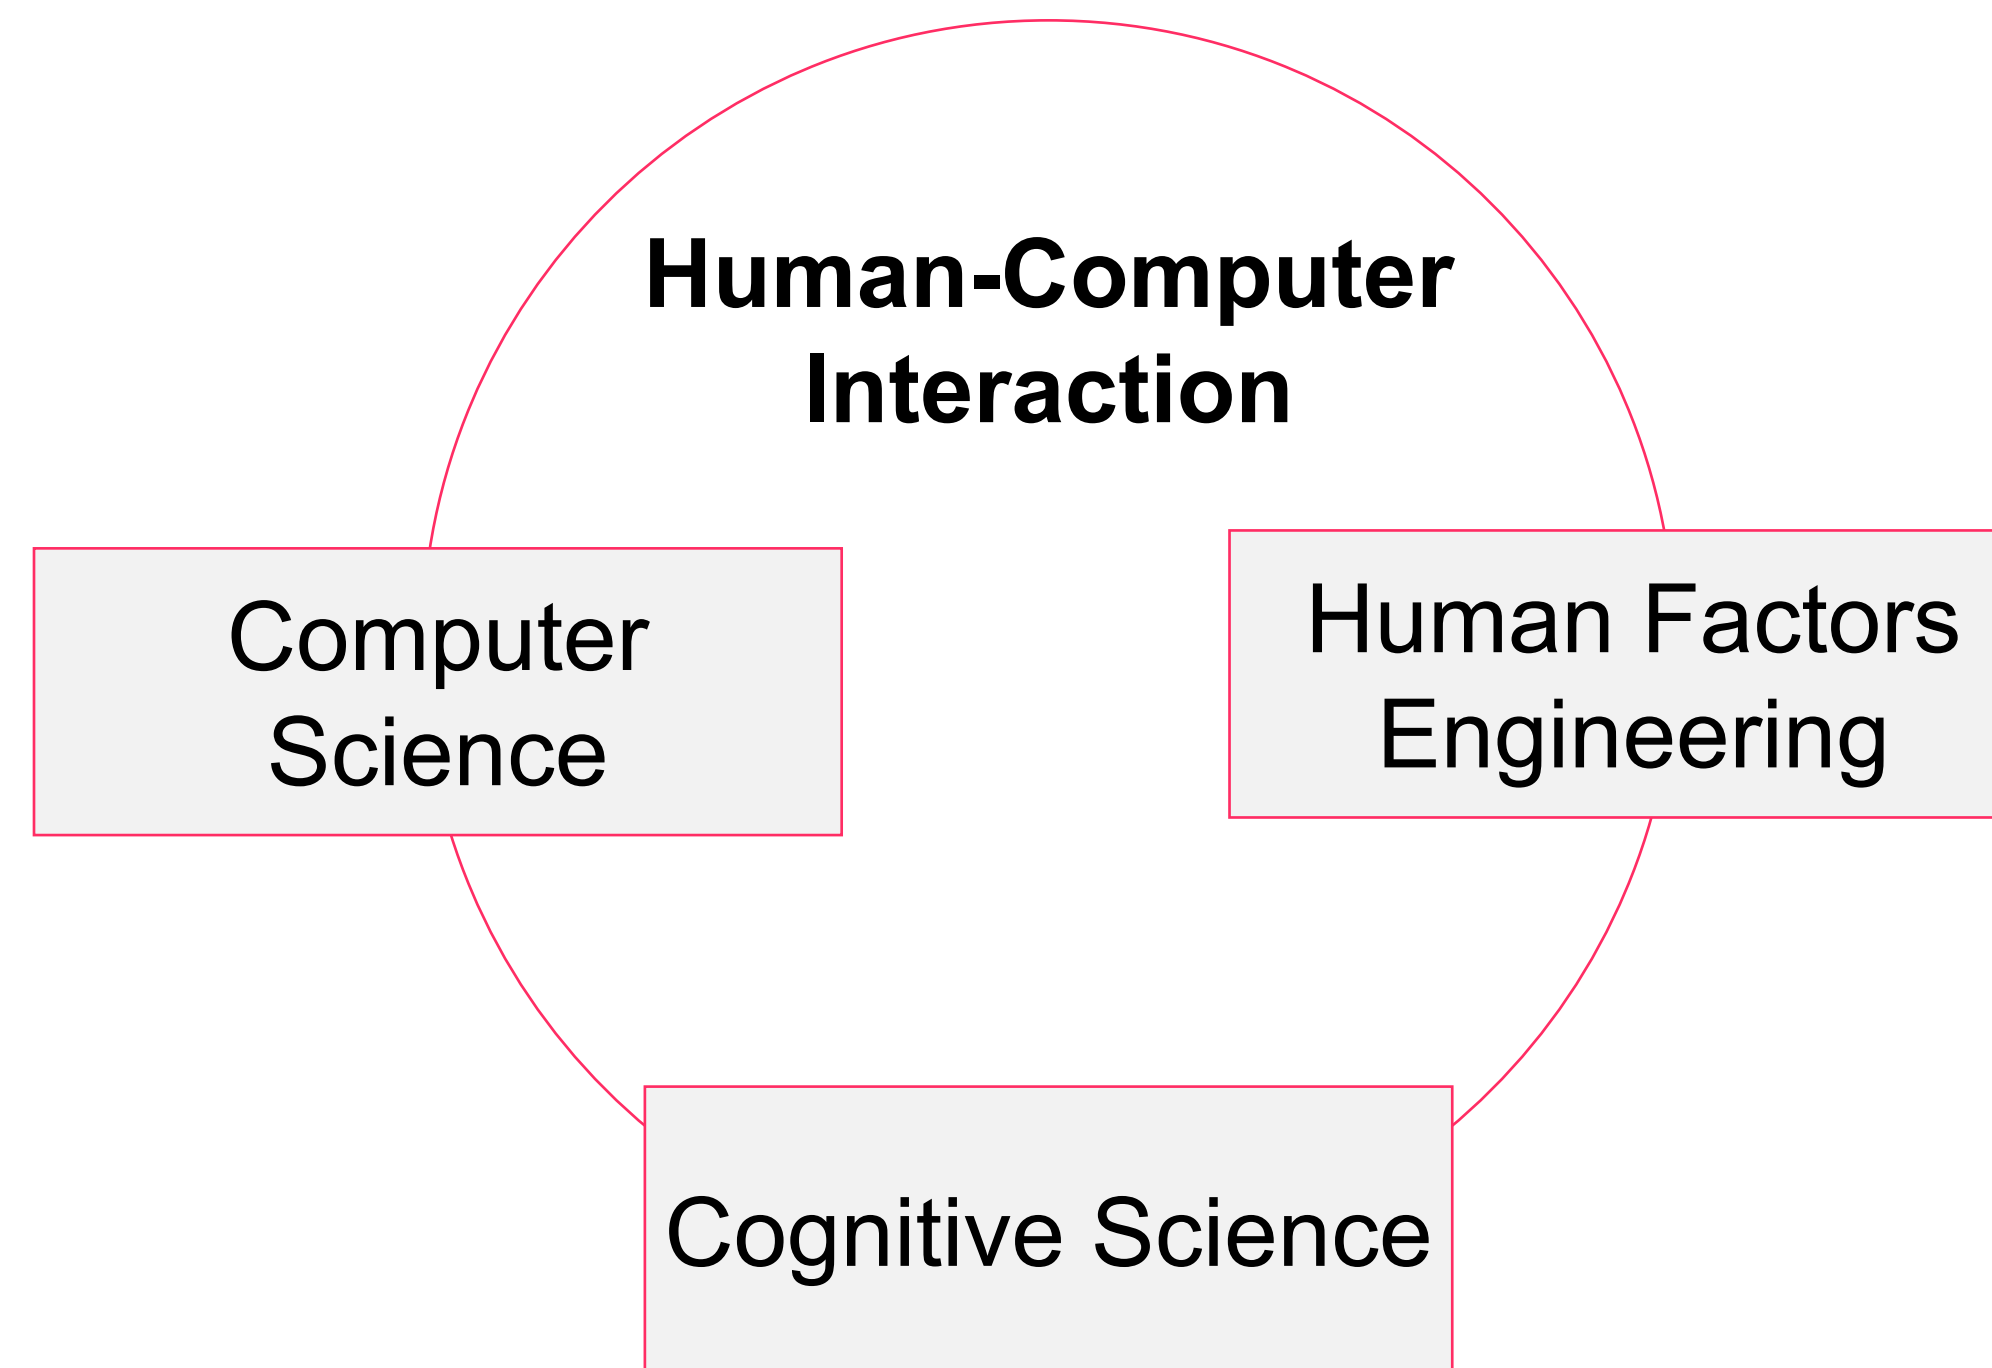 Human-Computer
Interaction
Computer
Science
Human Factors
Engineering
Cognitive Science